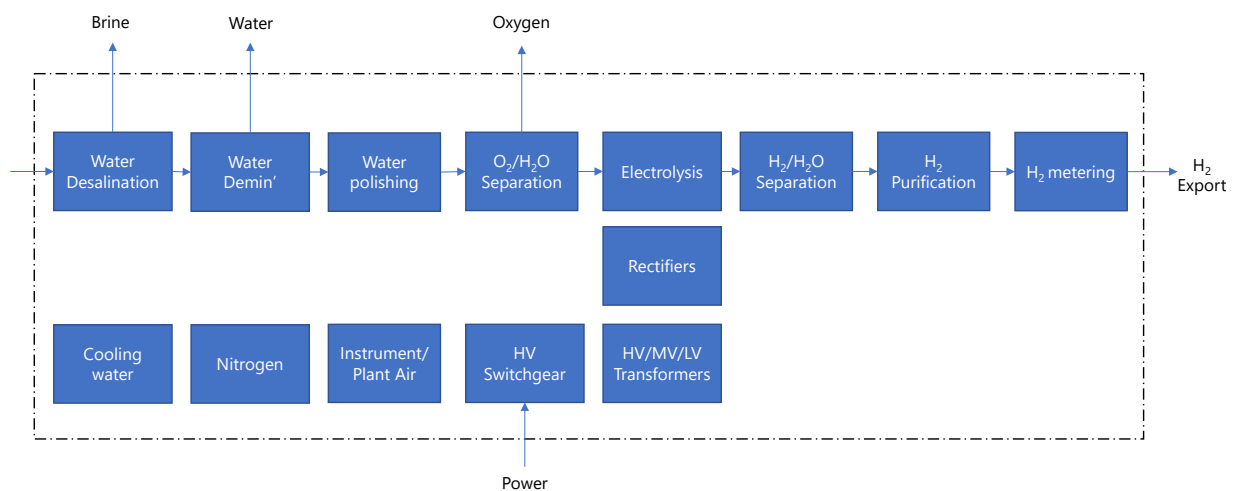 Brine
Water
Oxygen
Water
Desalination
Water
Demin’
Water
polishing
O₂/H₂O
Separation
Electrolysis
H₂/H₂O
Separation
H₂
Purification
H₂ metering
H₂
Export
Rectifiers
Cooling
water
Nitrogen
Instrument/
Plant Air
HV
Switchgear
HV/MV/LV
Transformers
Power